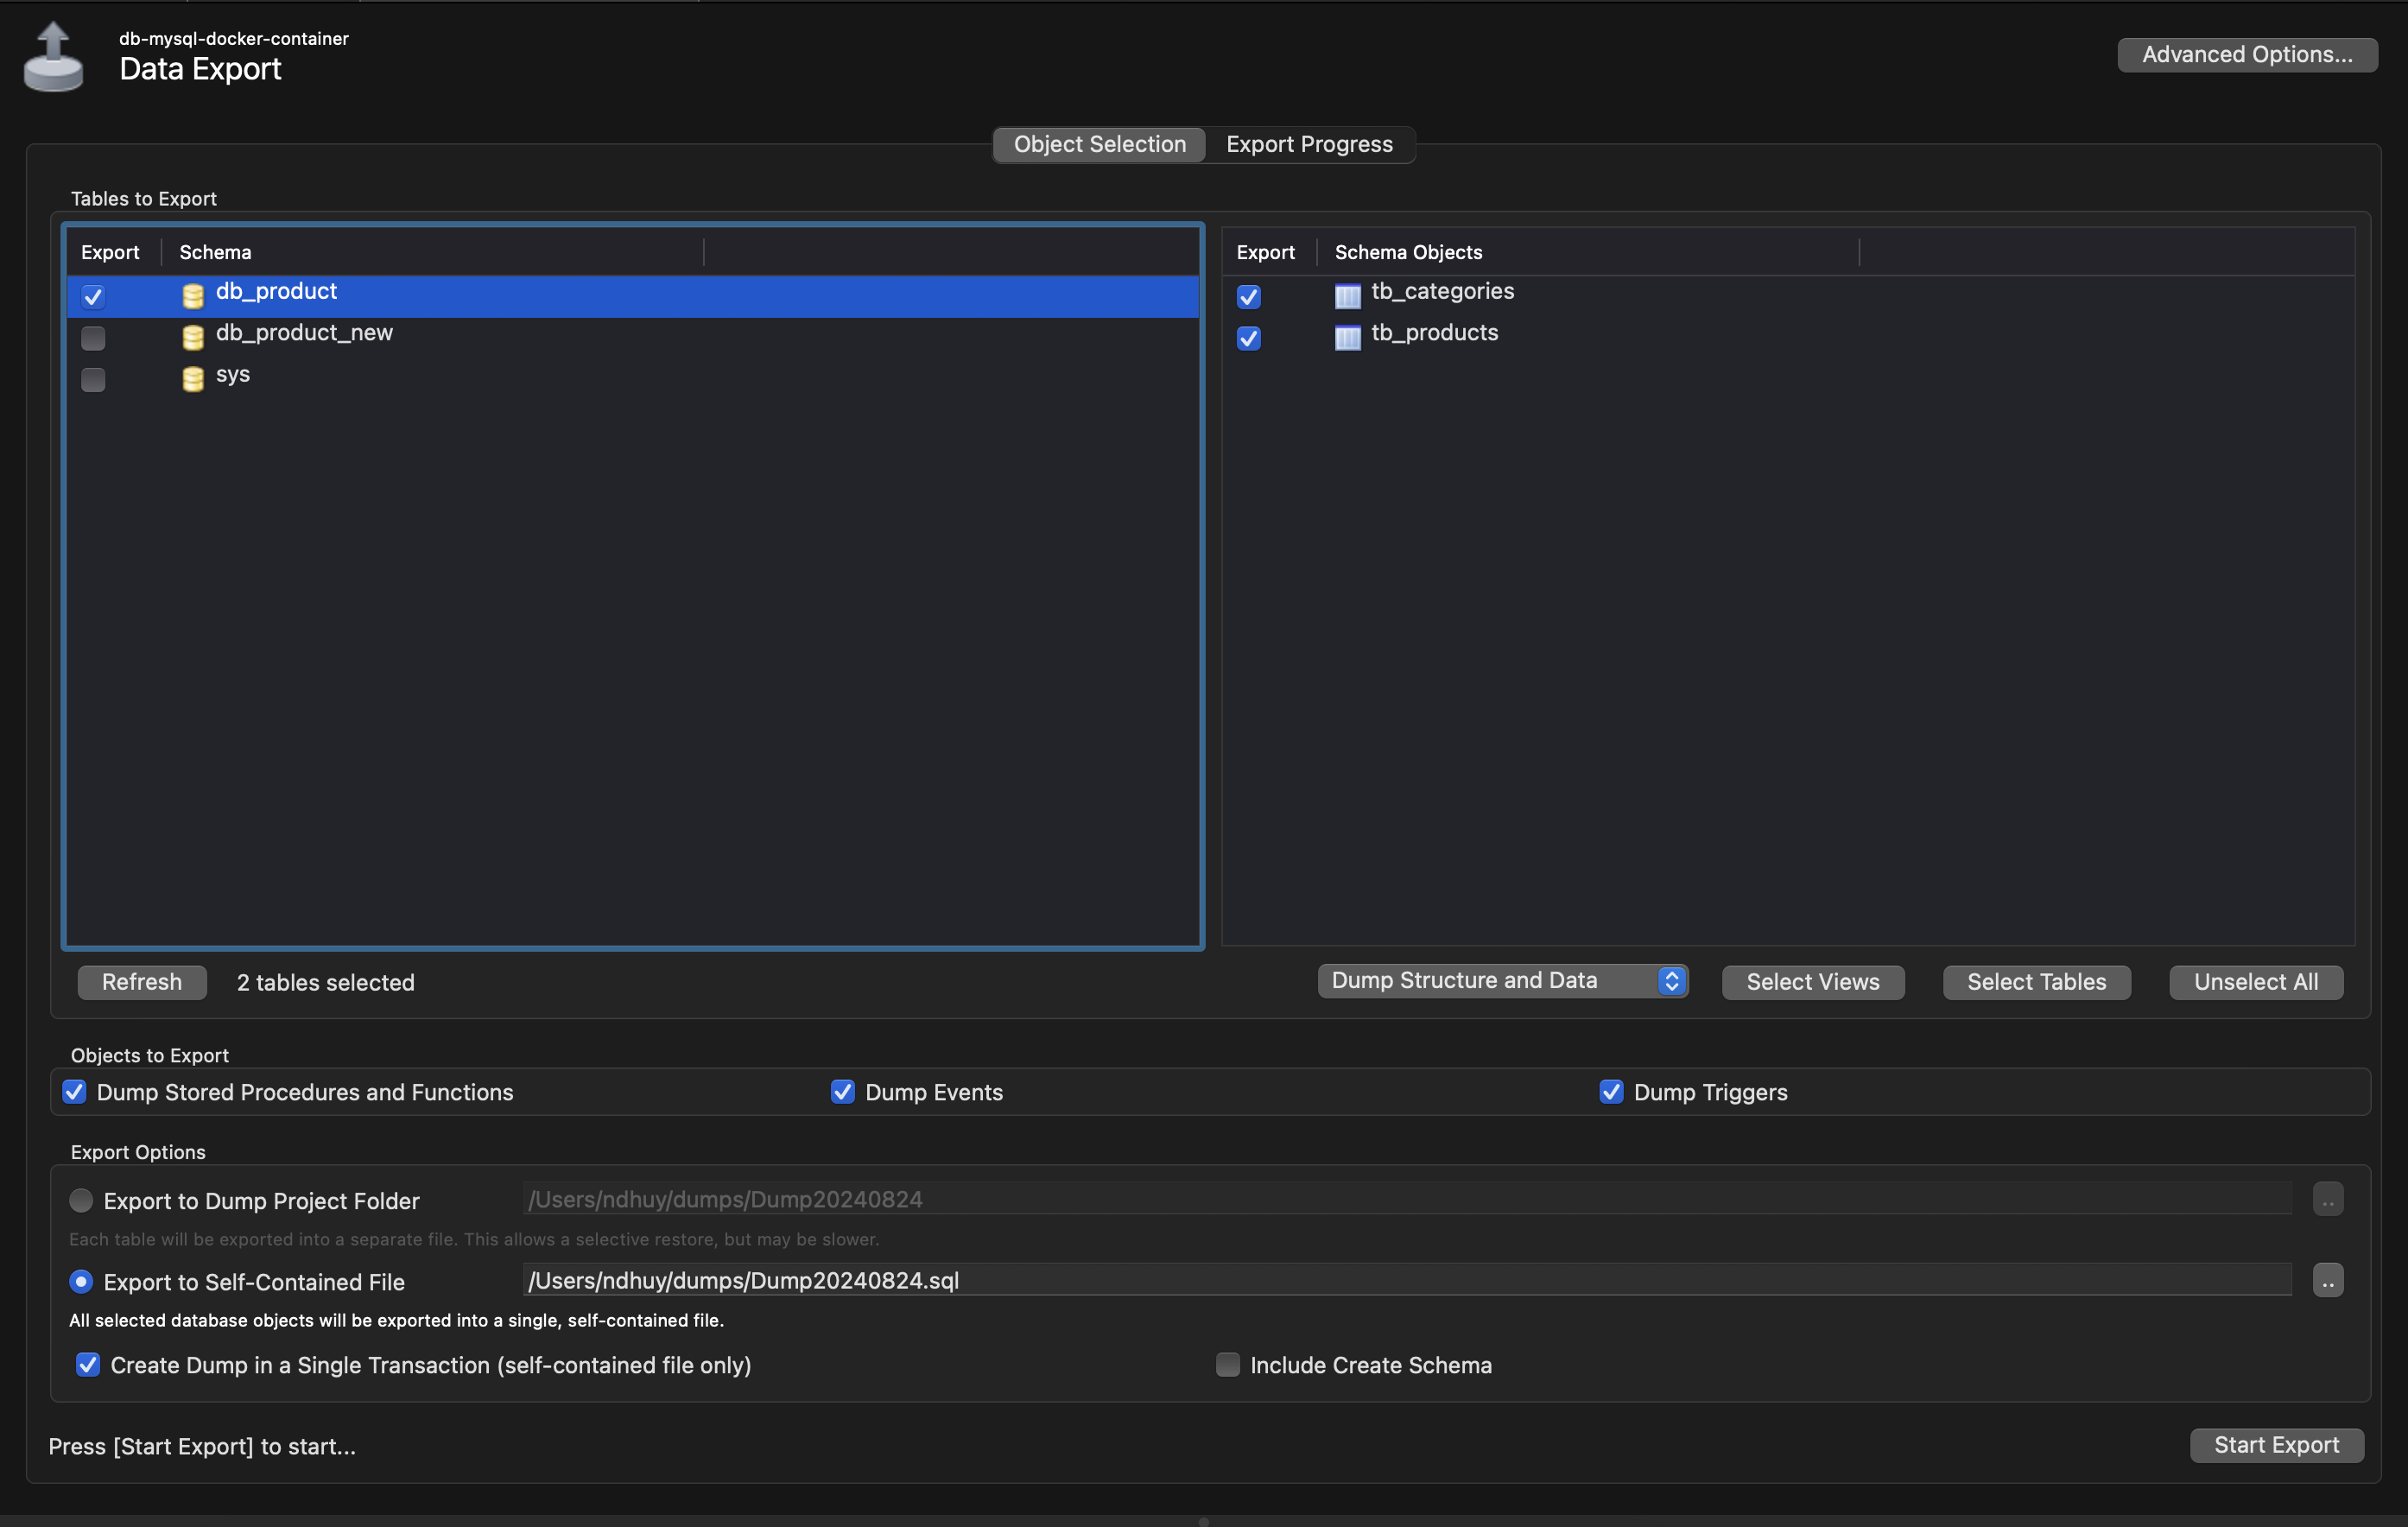 db-mysql-docker-container
Data Export
Advanced Options...
Object Selection Export Progress
Tables to Export
Export Schema
db_product
db_product_new
sys
Export Schema Objects
tb_categories
tb_products
Refresh 2 tables selected
Dump Structure and Data Select Views Select Tables Unselect All
Objects to Export
Dump Stored Procedures and Functions Dump Events Dump Triggers
Export Options
Export to Dump Project Folder /Users/ndhuy/dumps/Dump20240824 ..
Each table will be exported into a separate file. This allows a selective restore, but may be slower.
Export to Self-Contained File /Users/ndhuy/dumps/Dump20240824.sql ..
All selected database objects will be exported into a single, self-contained file.
Create Dump in a Single Transaction (self-contained file only) Include Create Schema
Press [Start Export] to start... Start Export